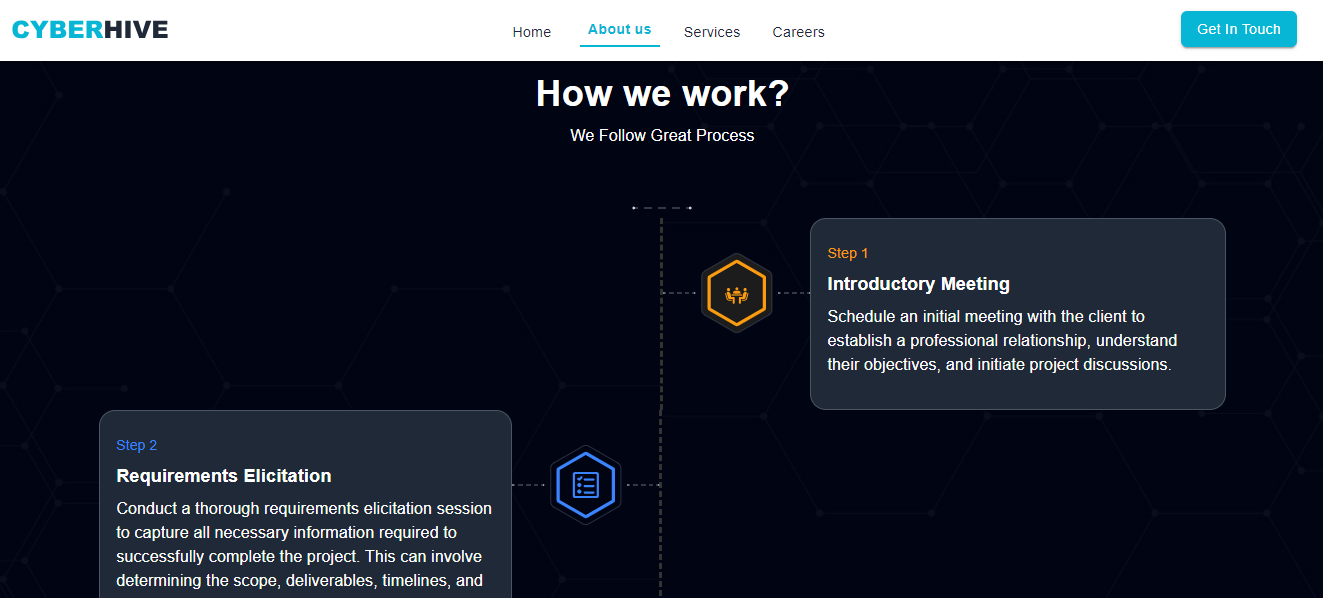 CYBERHIVE
Home
About us
Services
Careers
Get In Touch
How we work?
We Follow Great Process
Step 1
Introductory Meeting
Schedule an initial meeting with the client to
establish a professional relationship, understand
their objectives, and initiate project discussions.
Step 2
Requirements Elicitation
Conduct a thorough requirements elicitation session
to capture all necessary information required to
successfully complete the project. This can involve
determining the scope, deliverables, timelines, and